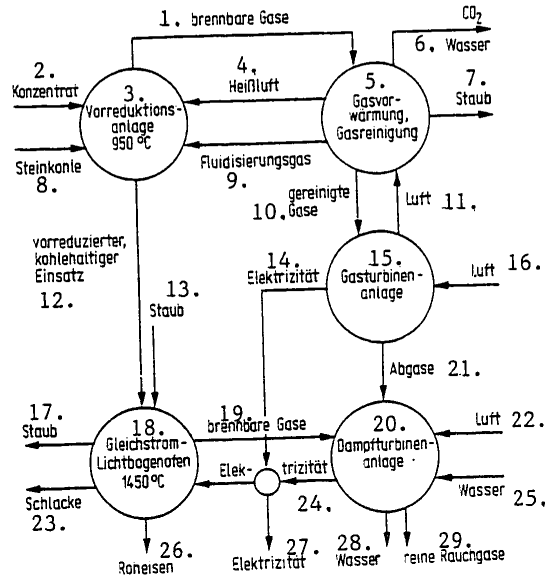 1. brennbare Gase
CO2
6. Wasser
2.
Konzentrat
3.
Vorreduktions-
anlage
950 °C
4.
Heißluft
5.
Gasvor-
wärmung,
Gasreinigung
7.
Staub
Steinkohle
8.
Fluidisierungsgas
9.
gereinigte
10. Gase
Luft 11.
vorreduzierter,
kohlehaltiger
Einsatz
12.
13.
Staub
14.
Elektrizität
15.
Gasturbinen-
anlage
Luft 16.
Abgase 21.
17.
Staub
18.
Gleichstrom-
Lichtbogenofen
1450 °C
19.
brennbare Gase
20.
Dampfturbinen-
anlage
Luft 22.
Schlacke
23.
Elek- trizität
24.
Wasser
25.
26.
Roheisen
27.
Elektrizität
28.
Wasser
29.
reine Rauchgase